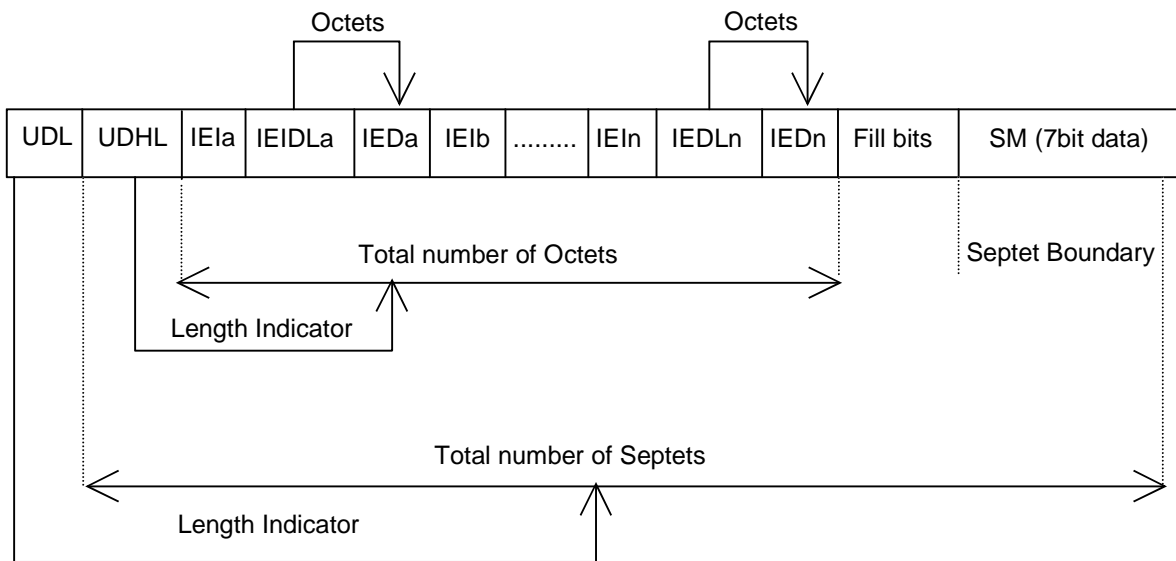 Octets Octets
UDL UDHL IEIa IEIDLa IEDa IEIb ......... IEIn IEDLn IEDn Fill bits SM (7bit data)
Total number of Octets Septet Boundary
Length Indicator
Total number of Septets
Length Indicator